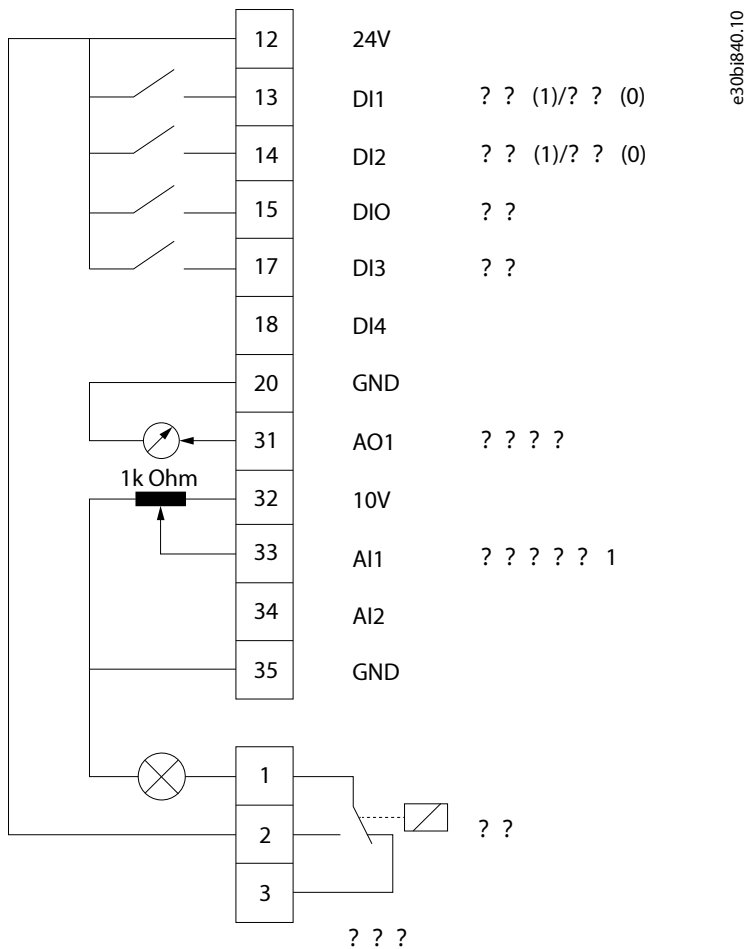 e30bi840.10
12 24V
13 DI1 ? ? (1)/? ? (0)
14 DI2 ? ? (1)/? ? (0)
15 DIO ? ?
17 DI3 ? ?
18 DI4
20 GND
31 AO1 ? ? ? ?
1k Ohm
32 10V
33 AI1 ? ? ? ? ? 1
34 AI2
35 GND
1
2 ? ?
3
? ? ?